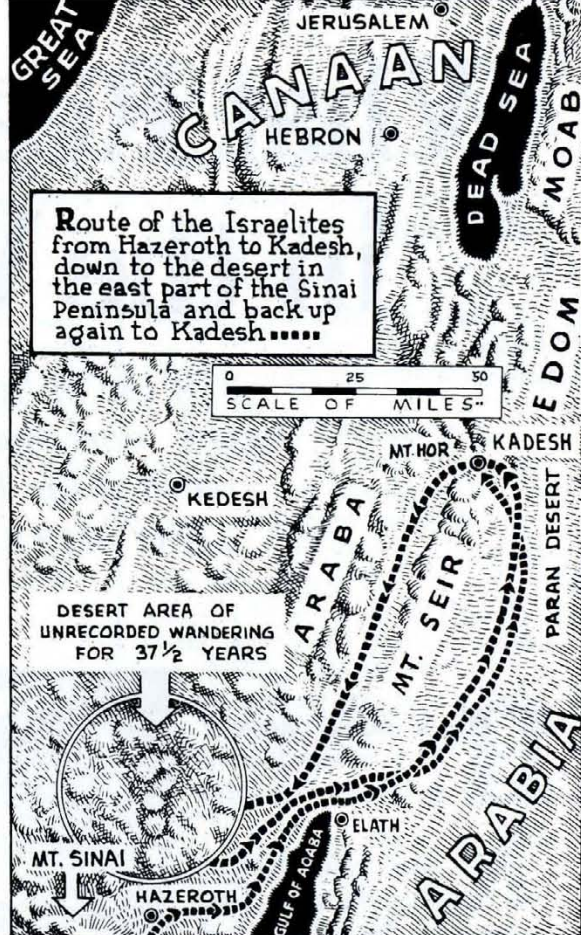 GREAT
SEA
JERUSALEM
CANAAN
HEBRON
DEAD SEA
MOAB
Route of the Israelites
from Hazeroth to Kadesh,
down to the desert in
the east part of the Sinai
Peninsula and back up
again to Kadesh
0 25 50
SCALE OF MILES"
EDOM
MT. HOR
KADESH
KEDESH
ARABA
MT. SEIR
PARAN DESERT
DESERT AREA OF
UNRECORDED WANDERING
FOR 37 1/2 YEARS
ARABIA
ELATH
MT. SINAI
HAZEROTH
GULF OF AQABA